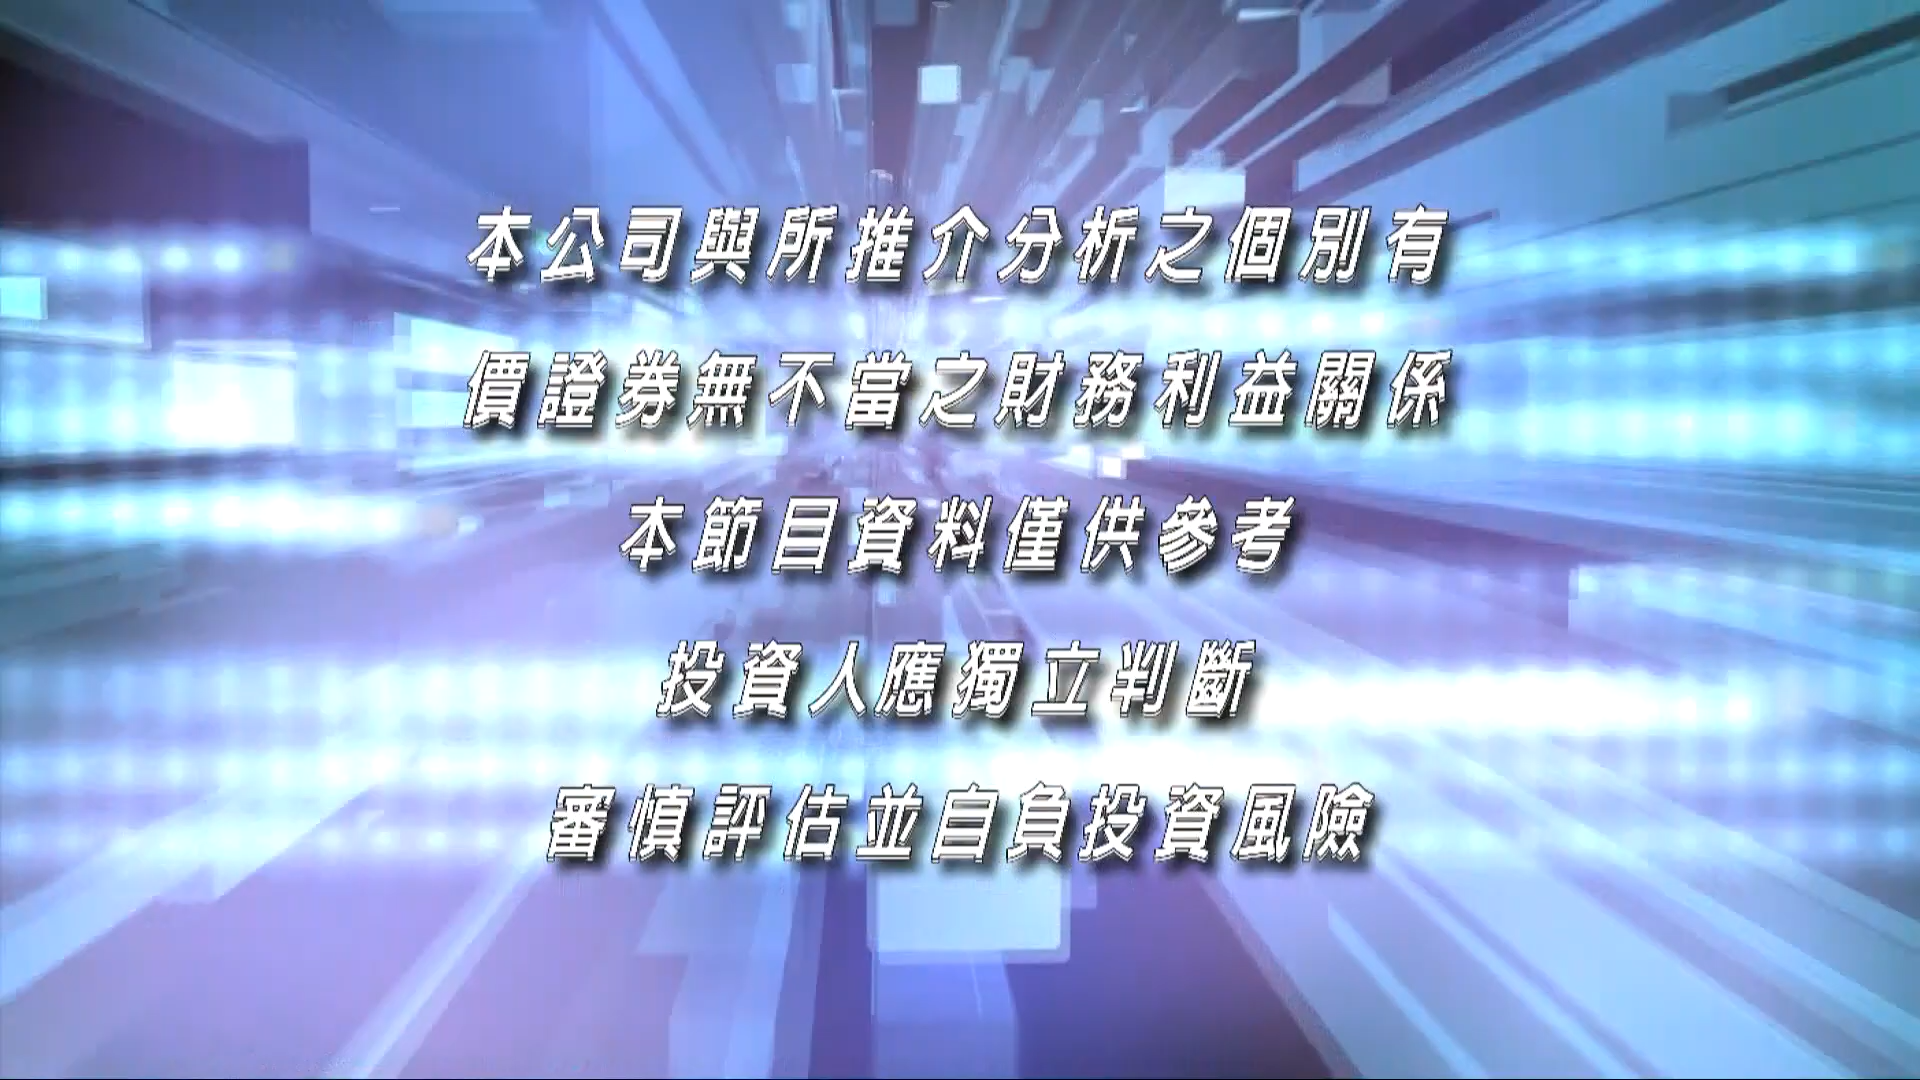 本公司與所推介分析之個別有
價證券無不當之財務利益關係
本節目資料僅供參考
投資人應獨立判斷
審慎評估並自負投資風險